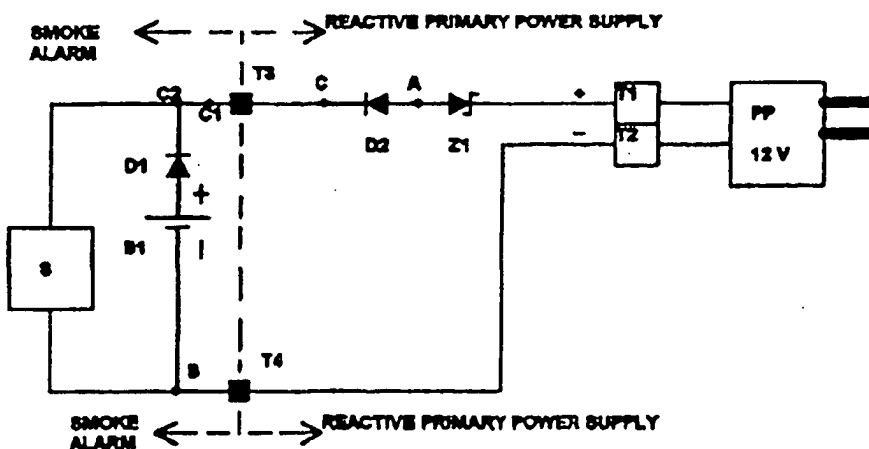 SMOKE ALARM
REACTIVE PRIMARY POWER SUPPLY
T3
C2
C1
C
A
+
T1
PP
D1
D2
Z1
−
T2
12 V
+
B1
−
S
B
T4
SMOKE ALARM
REACTIVE PRIMARY POWER SUPPLY